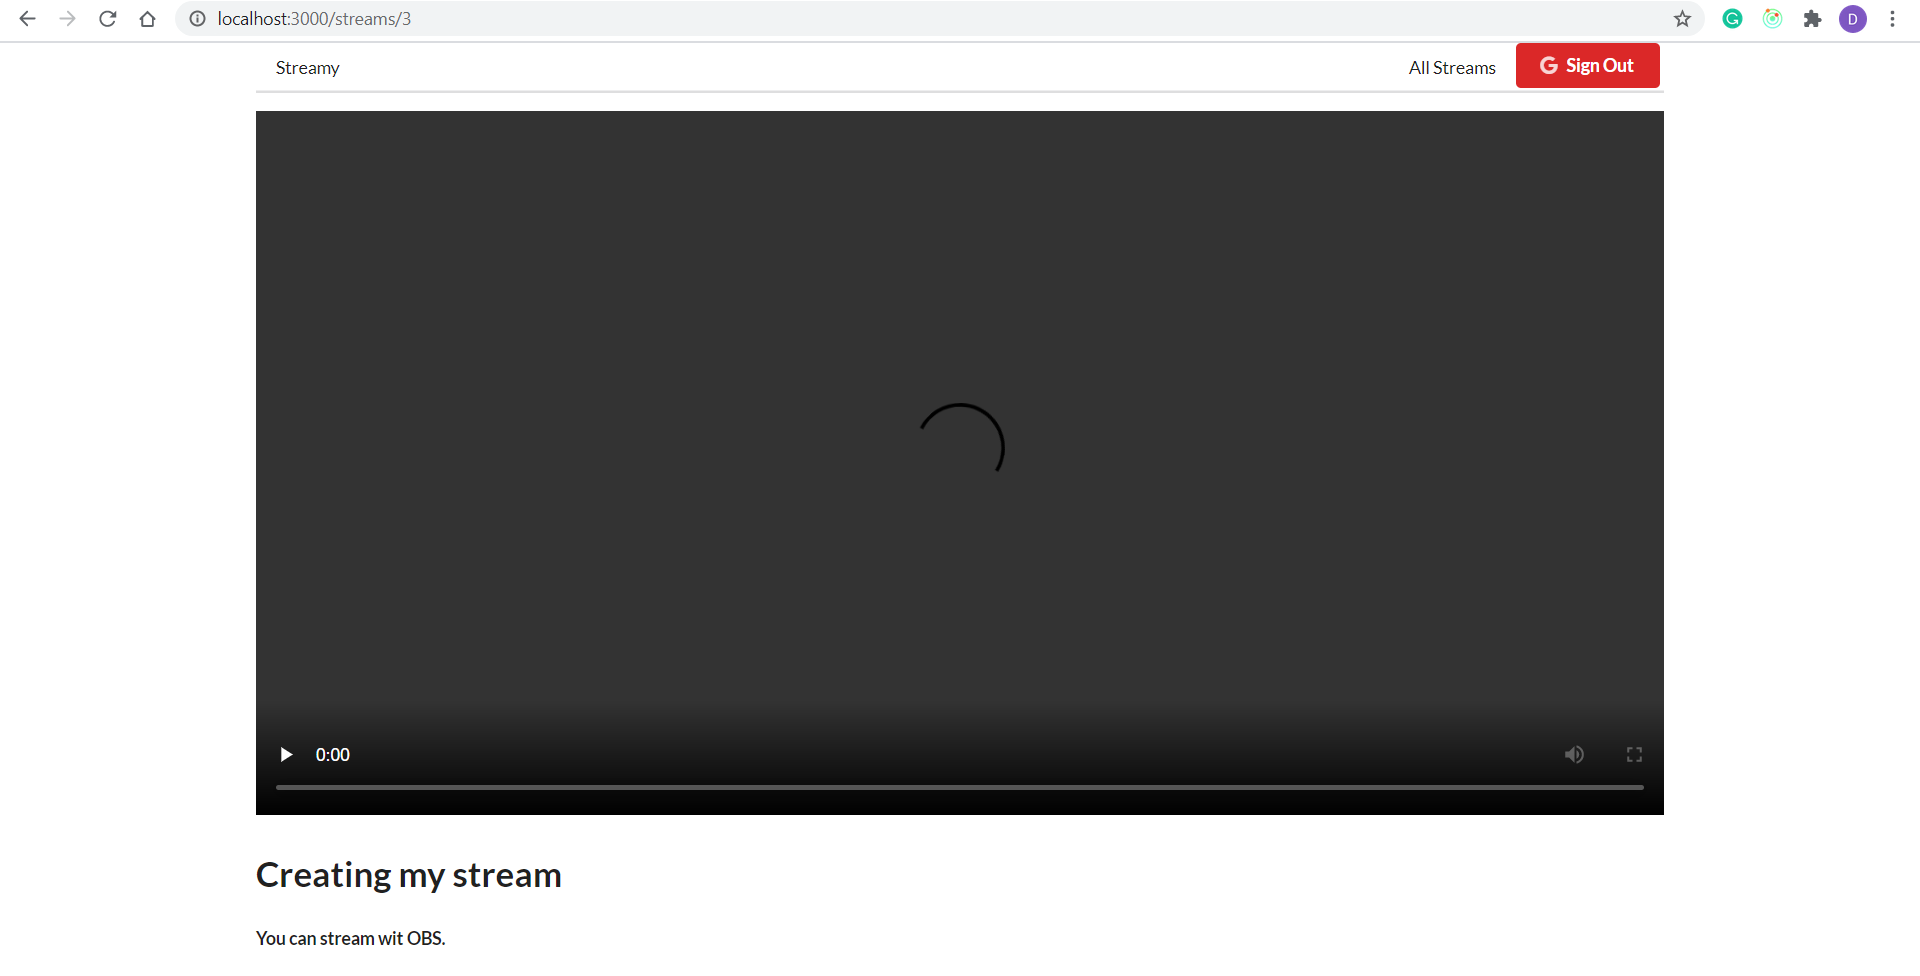 localhost:3000/streams/3
D
Streamy
All Streams
G Sign Out
0:00
Creating my stream
You can stream wit OBS.